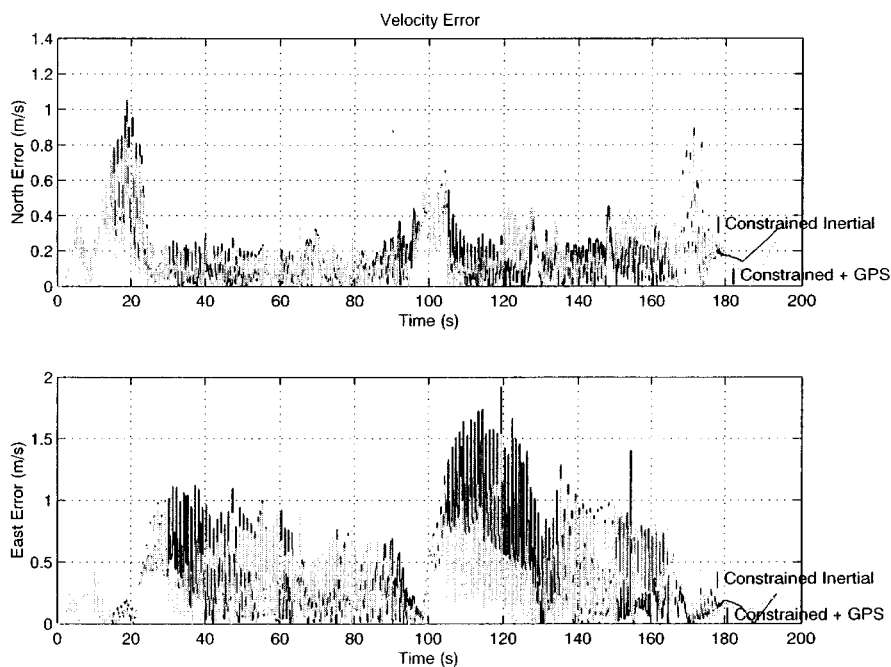 Velocity Error
1.4
1.2
1
0.8
0.6
0.4
0.2
0
North Error (m/s)
Constrained Inertial
Constrained + GPS
0 20 40 60 80 100 120 140 160 180 200
Time (s)
2
1.5
1
0.5
0
East Error (m/s)
Constrained Inertial
Constrained + GPS
0 20 40 60 80 100 120 140 160 180 200
Time (s)